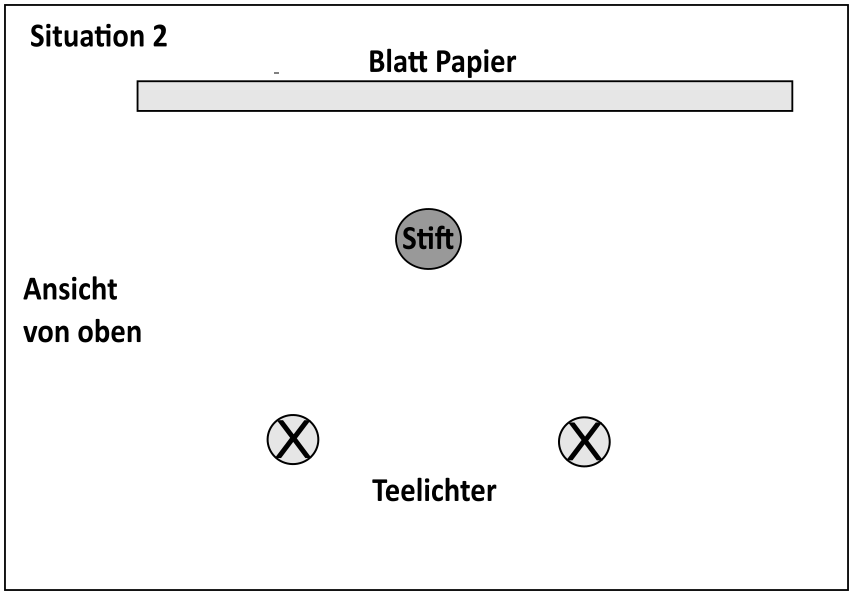 Situation 2
Blatt Papier
Stift
Ansicht
von oben
X X
Teelichter